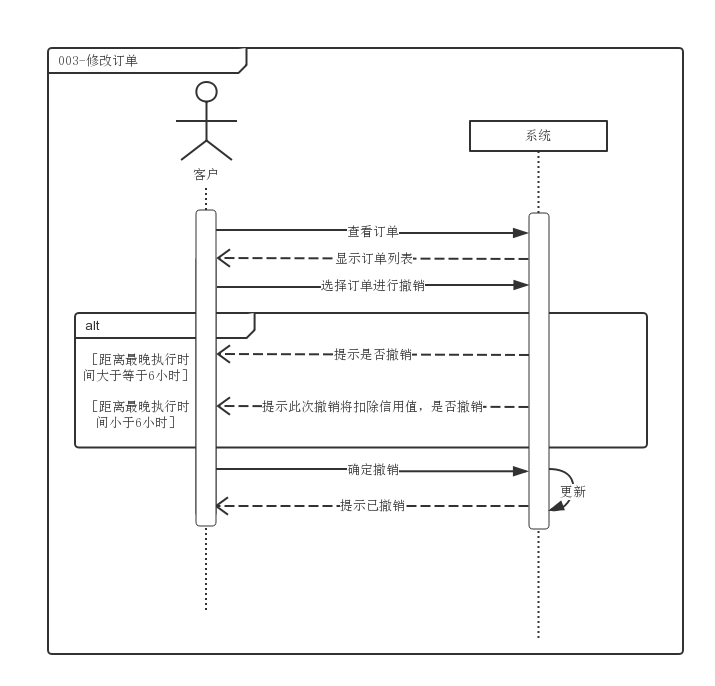 003-修改订单
客户
系统
查看订单
显示订单列表
选择订单进行撤销
alt
[距离最晚执行时
间大于等于6小时]
提示是否撤销
[距离最晚执行时
间小于6小时]
提示此次撤销将扣除信用值，是否撤销
确定撤销
更新
提示已撤销